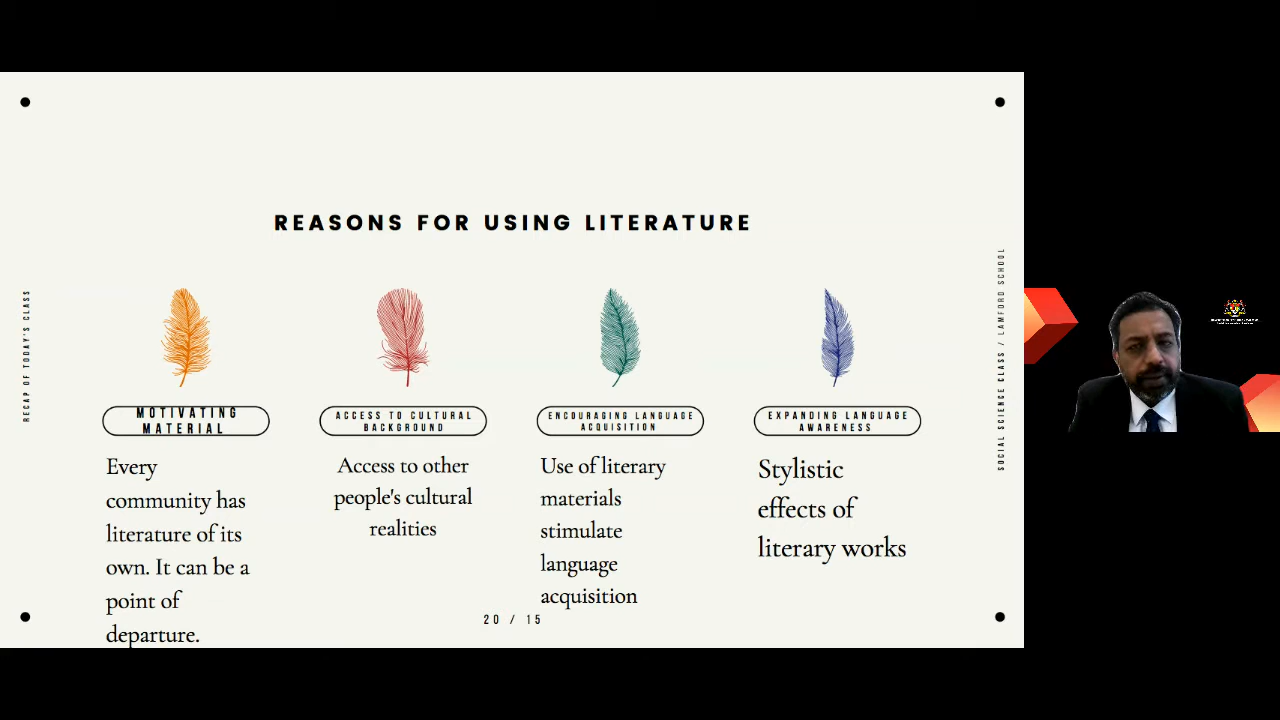 REASONS FOR USING LITERATURE
RECAP OF TODAY'S CLASS
SOCIAL SCIENCE CLASS / LAMFORD SCHOOL
MOTIVATING
MATERIAL
Every
community has
literature of its
own. It can be a
point of
departure.
ACCESS TO CULTURAL
BACKGROUND
Access to other
people's cultural
realities
ENCOURAGING LANGUAGE
ACQUISITION
Use of literary
materials
stimulate
language
acquisition
EXPANDING LANGUAGE
AWARENESS
Stylistic
effects of
literary works
20 / 15